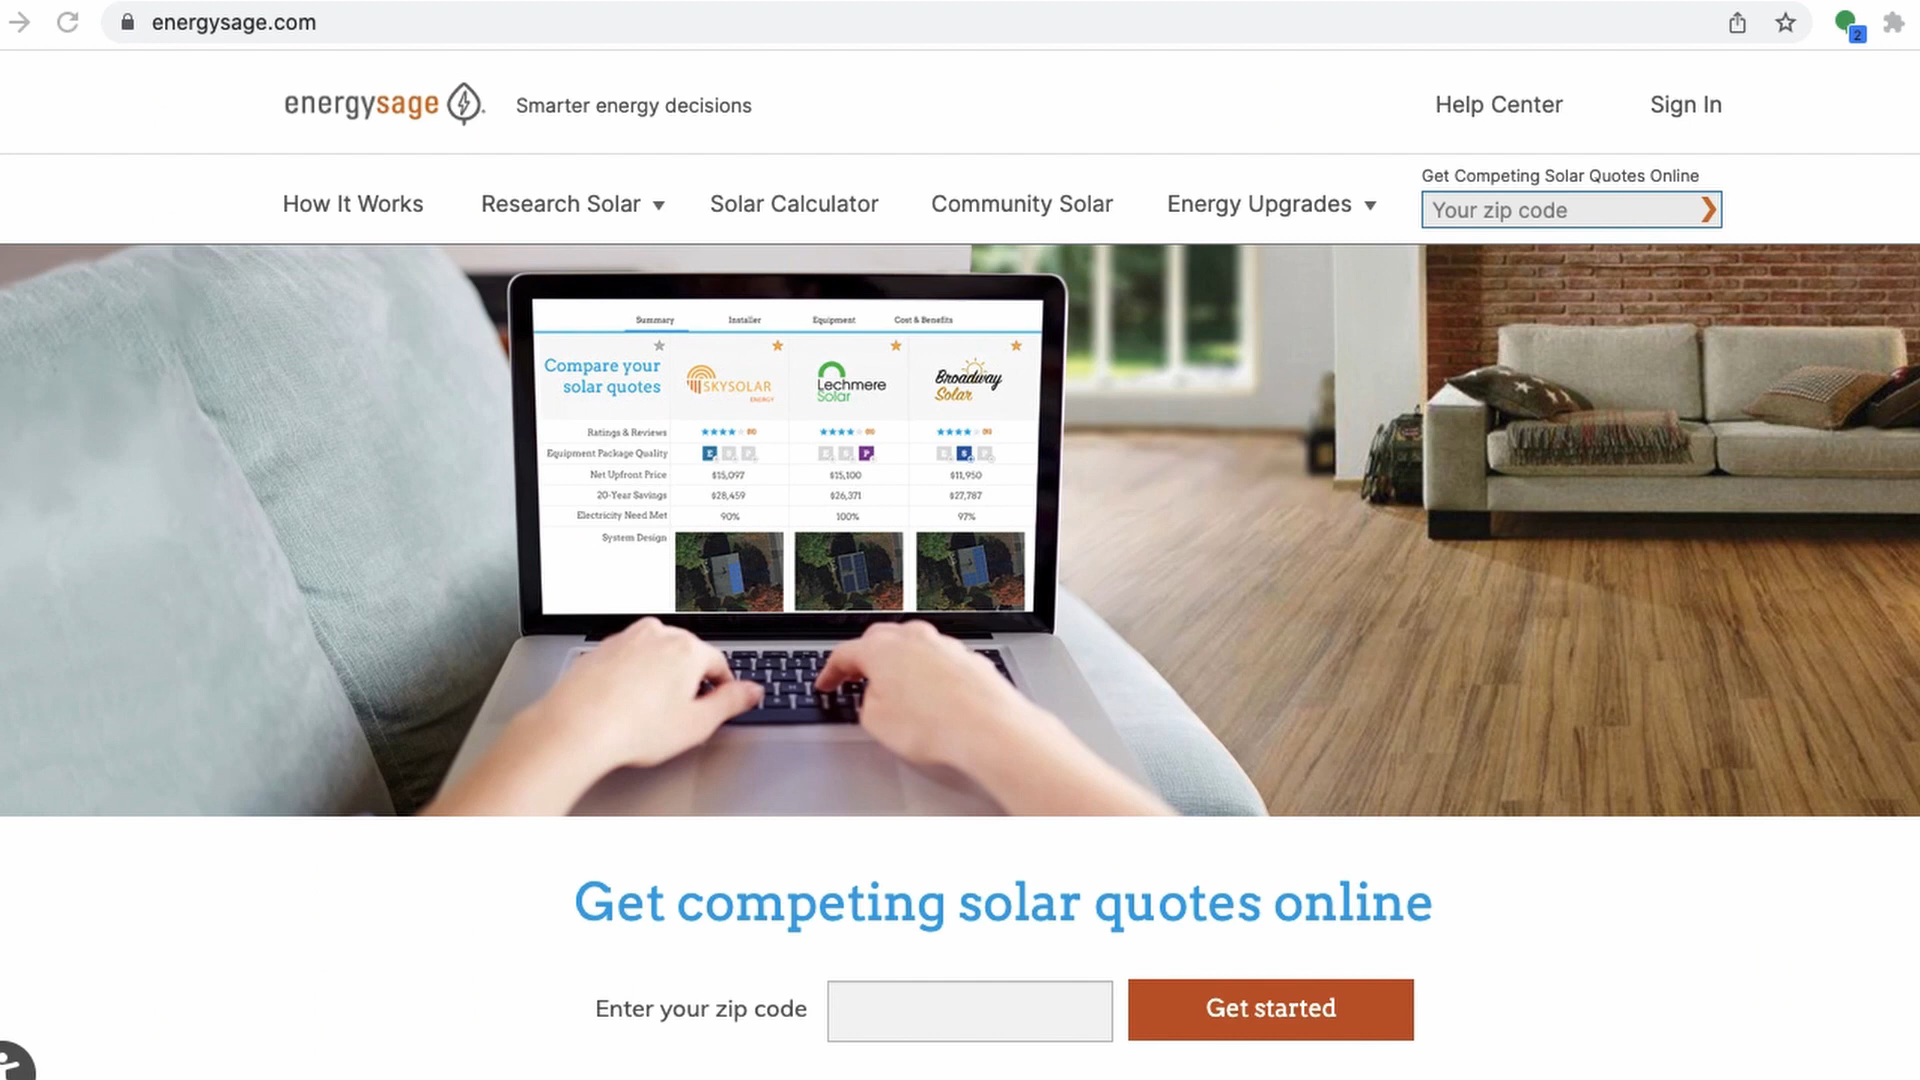 energysage.com
2
energysage
Smarter energy decisions
Help Center
Sign In
How It Works
Research Solar
Solar Calculator
Community Solar
Energy Upgrades
Get Competing Solar Quotes Online
Your zip code
Summary
Installer
Equipment
Cost & Benefits
Compare your
solar quotes
SKYSOLAR
ENERGY
Lechmere
Solar
Broadway
Solar
Ratings & Reviews
Equipment Package Quality
Net Upfront Price $15,097 $15,100 $11,950
20-Year Savings $28,459 $26,371 $27,787
Electricity Need Met 90% 100% 97%
System Design
Get competing solar quotes online
Enter your zip code
Get started